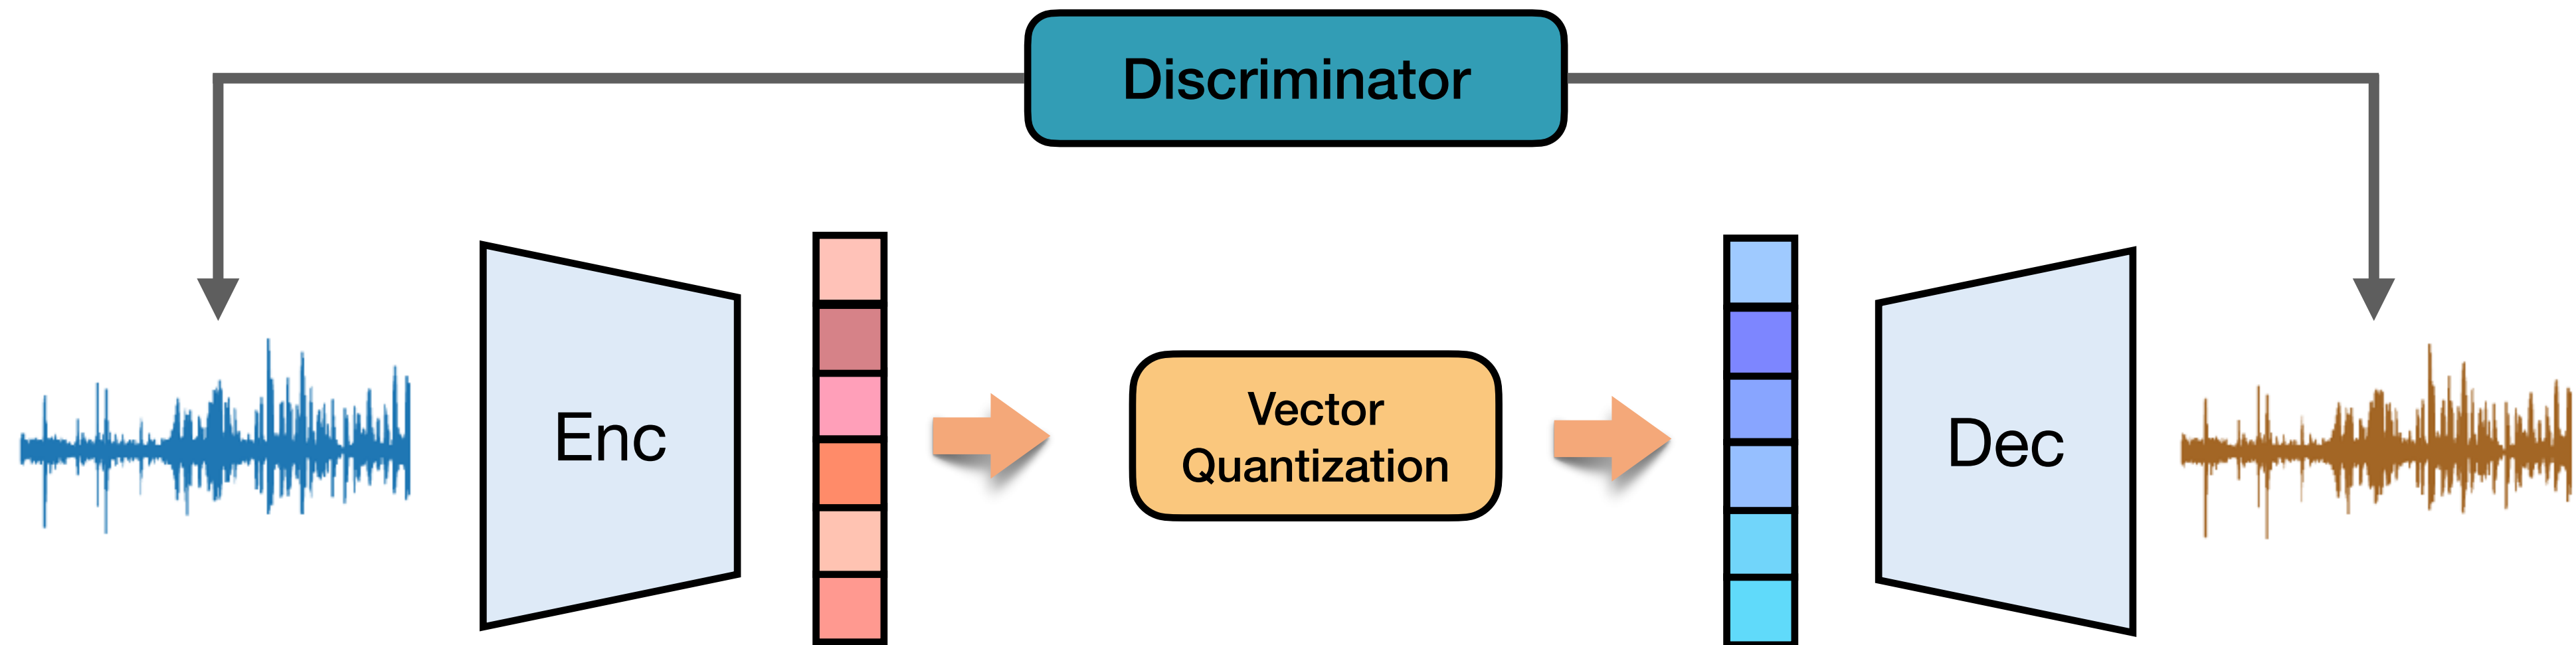 Discriminator
Enc
Vector
Quantization
Dec